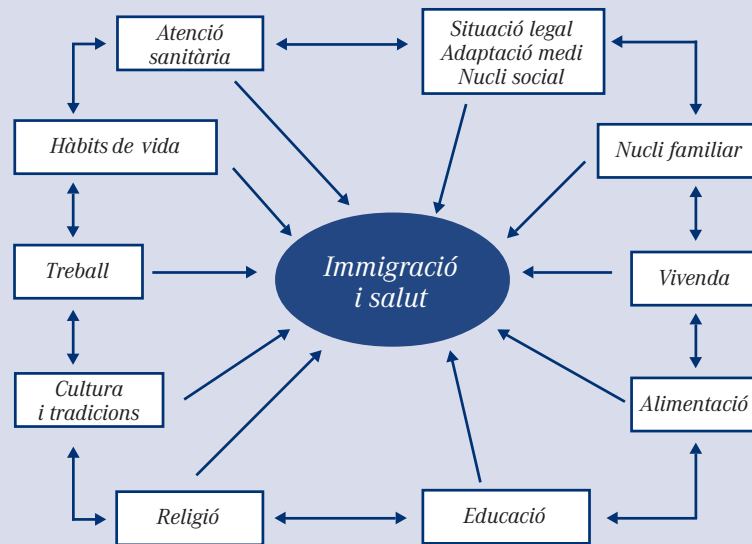 Atenció
sanitària
Situació legal
Adaptació medi
Nucli social
Hàbits de vida
Nucli familiar
Immigració
i salut
Treball
Vivenda
Cultura
i tradicions
Alimentació
Religió
Educació